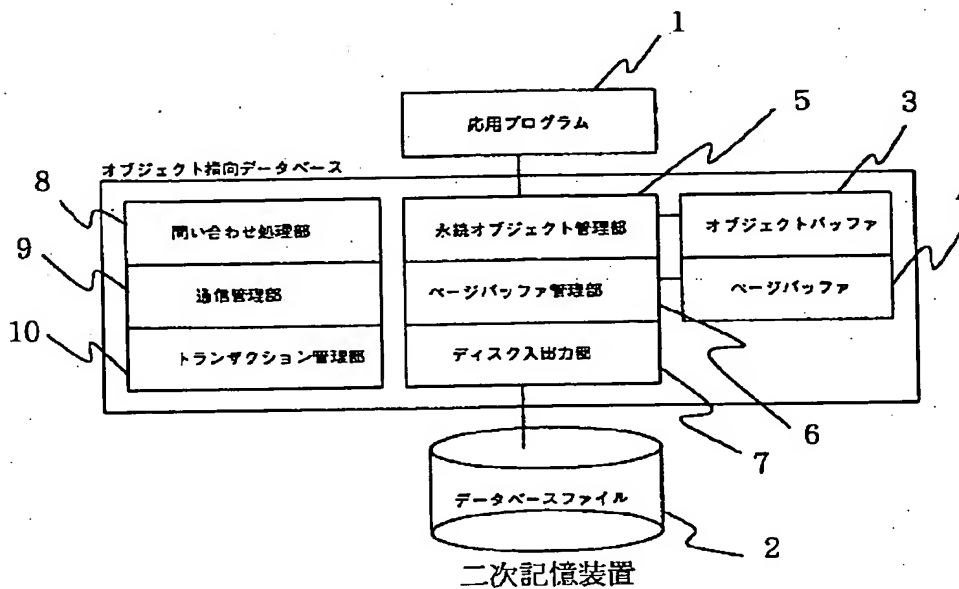 1
応用プログラム
5
3
オブジェクト指向データベース
8
問い合わせ処理部
永続オブジェクト管理部
オブジェクトバッファ
9
通信管理部
ページバッファ管理部
ページバッファ
10
トランザクション管理部
ディスク入出力部
6
7
データベースファイル
2
二次記憶装置